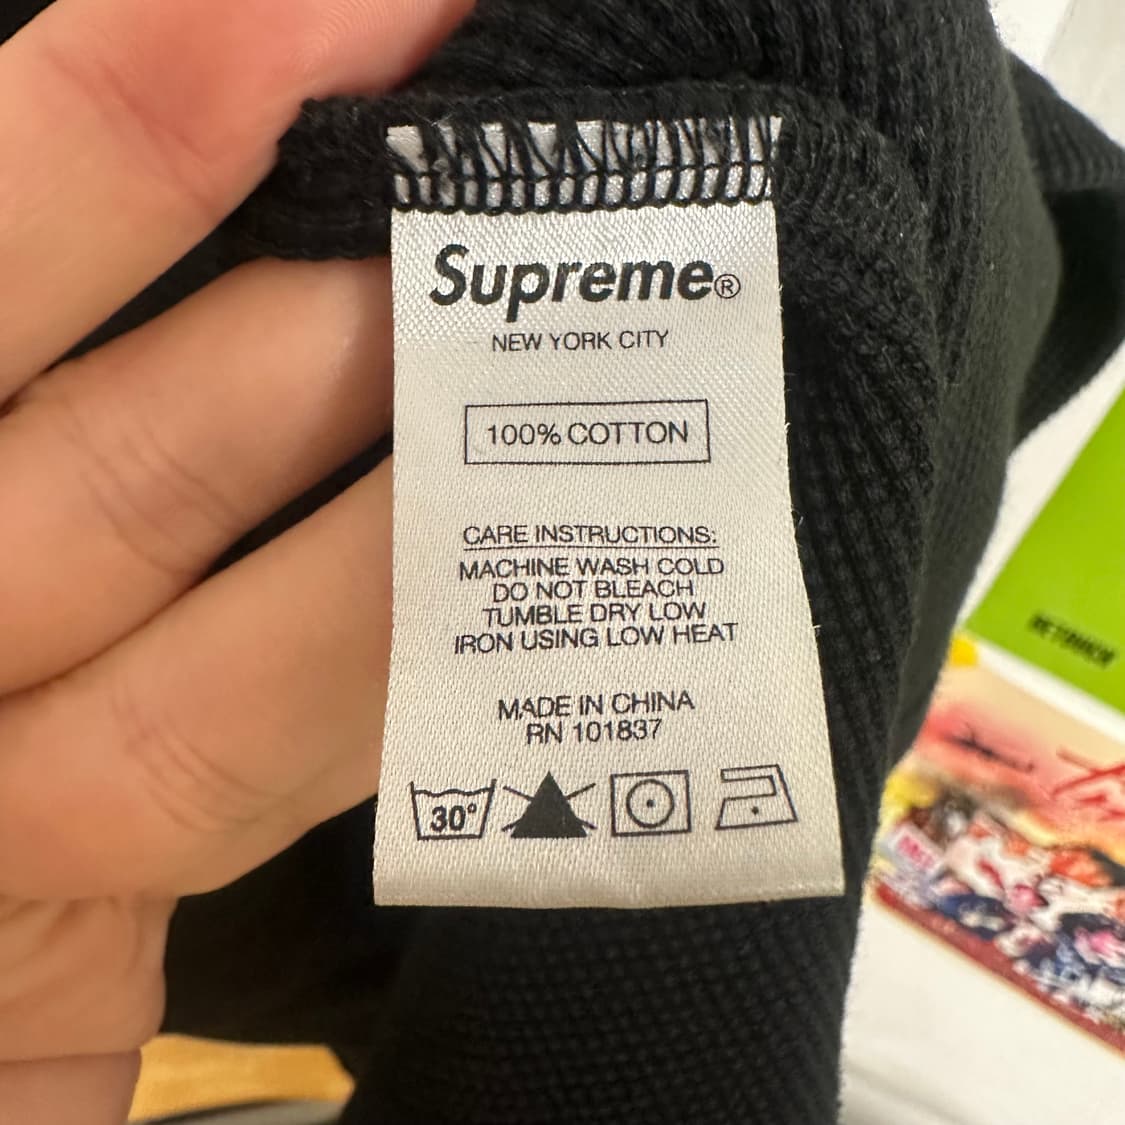 Supreme®
NEW YORK CITY
100% COTTON
CARE INSTRUCTIONS:
MACHINE WASH COLD
DO NOT BLEACH
TUMBLE DRY LOW
IRON USING LOW HEAT
MADE IN CHINA
RN 101837
30°